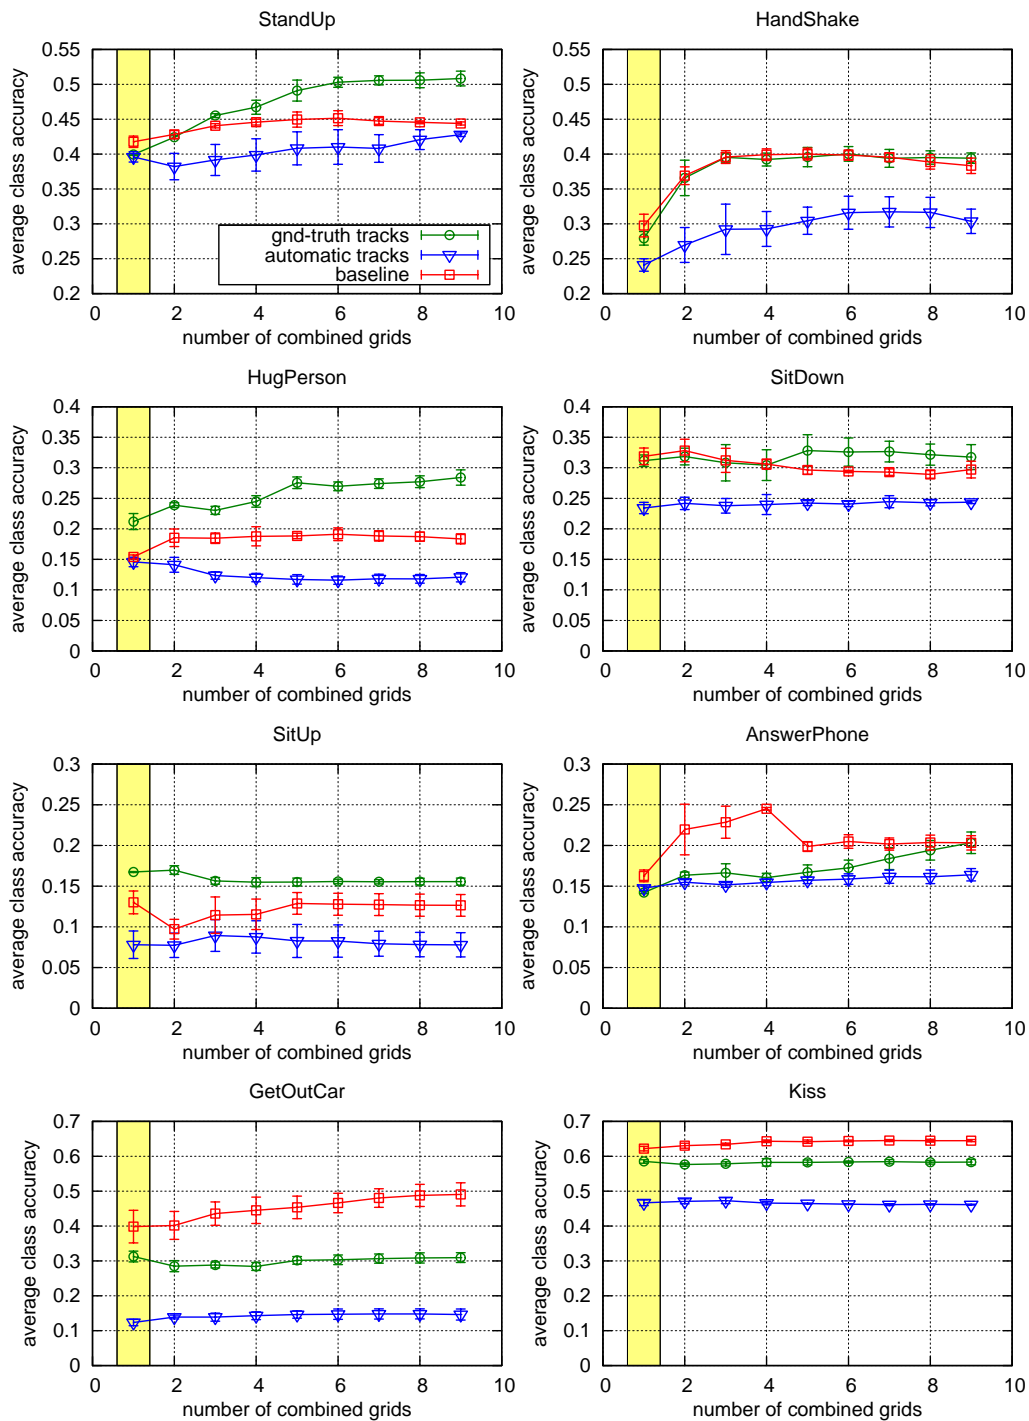 StandUp
average class accuracy
0.55
0.5
0.45
0.4
0.35
0.3
0.25
0.2
gnd-truth tracks
automatic tracks
baseline
0 2 4 6 8 10
number of combined grids
HandShake
average class accuracy
0.5
0.45
0.4
0.35
0.3
0.25
0.2
0 2 4 6 8 10
number of combined grids
HugPerson
average class accuracy
0.4
0.35
0.3
0.25
0.2
0.15
0.1
0.05
0
0 2 4 6 8 10
number of combined grids
SitDown
average class accuracy
0.4
0.35
0.3
0.25
0.2
0.15
0.1
0.05
0
0 2 4 6 8 10
number of combined grids
SitUp
average class accuracy
0.3
0.25
0.2
0.15
0.1
0.05
0
0 2 4 6 8 10
number of combined grids
AnswerPhone
average class accuracy
0.3
0.25
0.2
0.15
0.1
0.05
0
0 2 4 6 8 10
number of combined grids
GetOutCar
average class accuracy
0.7
0.6
0.5
0.4
0.3
0.2
0.1
0
0 2 4 6 8 10
number of combined grids
Kiss
average class accuracy
0.7
0.6
0.5
0.4
0.3
0.2
0.1
0
0 2 4 6 8 10
number of combined grids